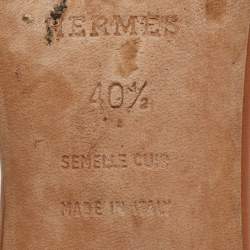 HERMES
40½
SEMELLE CUIR
MADE IN ITALY